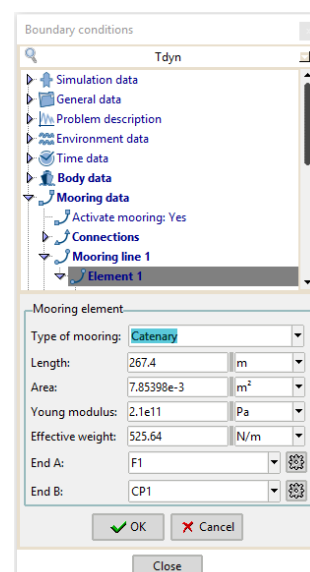 Boundary conditions
Tdyn
Simulation data
General data
Problem description
Environment data
Time data
Body data
Mooring data
Activate mooring: Yes
Connections
Mooring line 1
Element 1
Mooring element
Type of mooring: Catenary
Length: 267.4 m
Area: 7.85398e-3 m²
Young modulus: 2.1e11 Pa
Effective weight: 525.64 N/m
End A: F1
End B: CP1
OK Cancel
Close